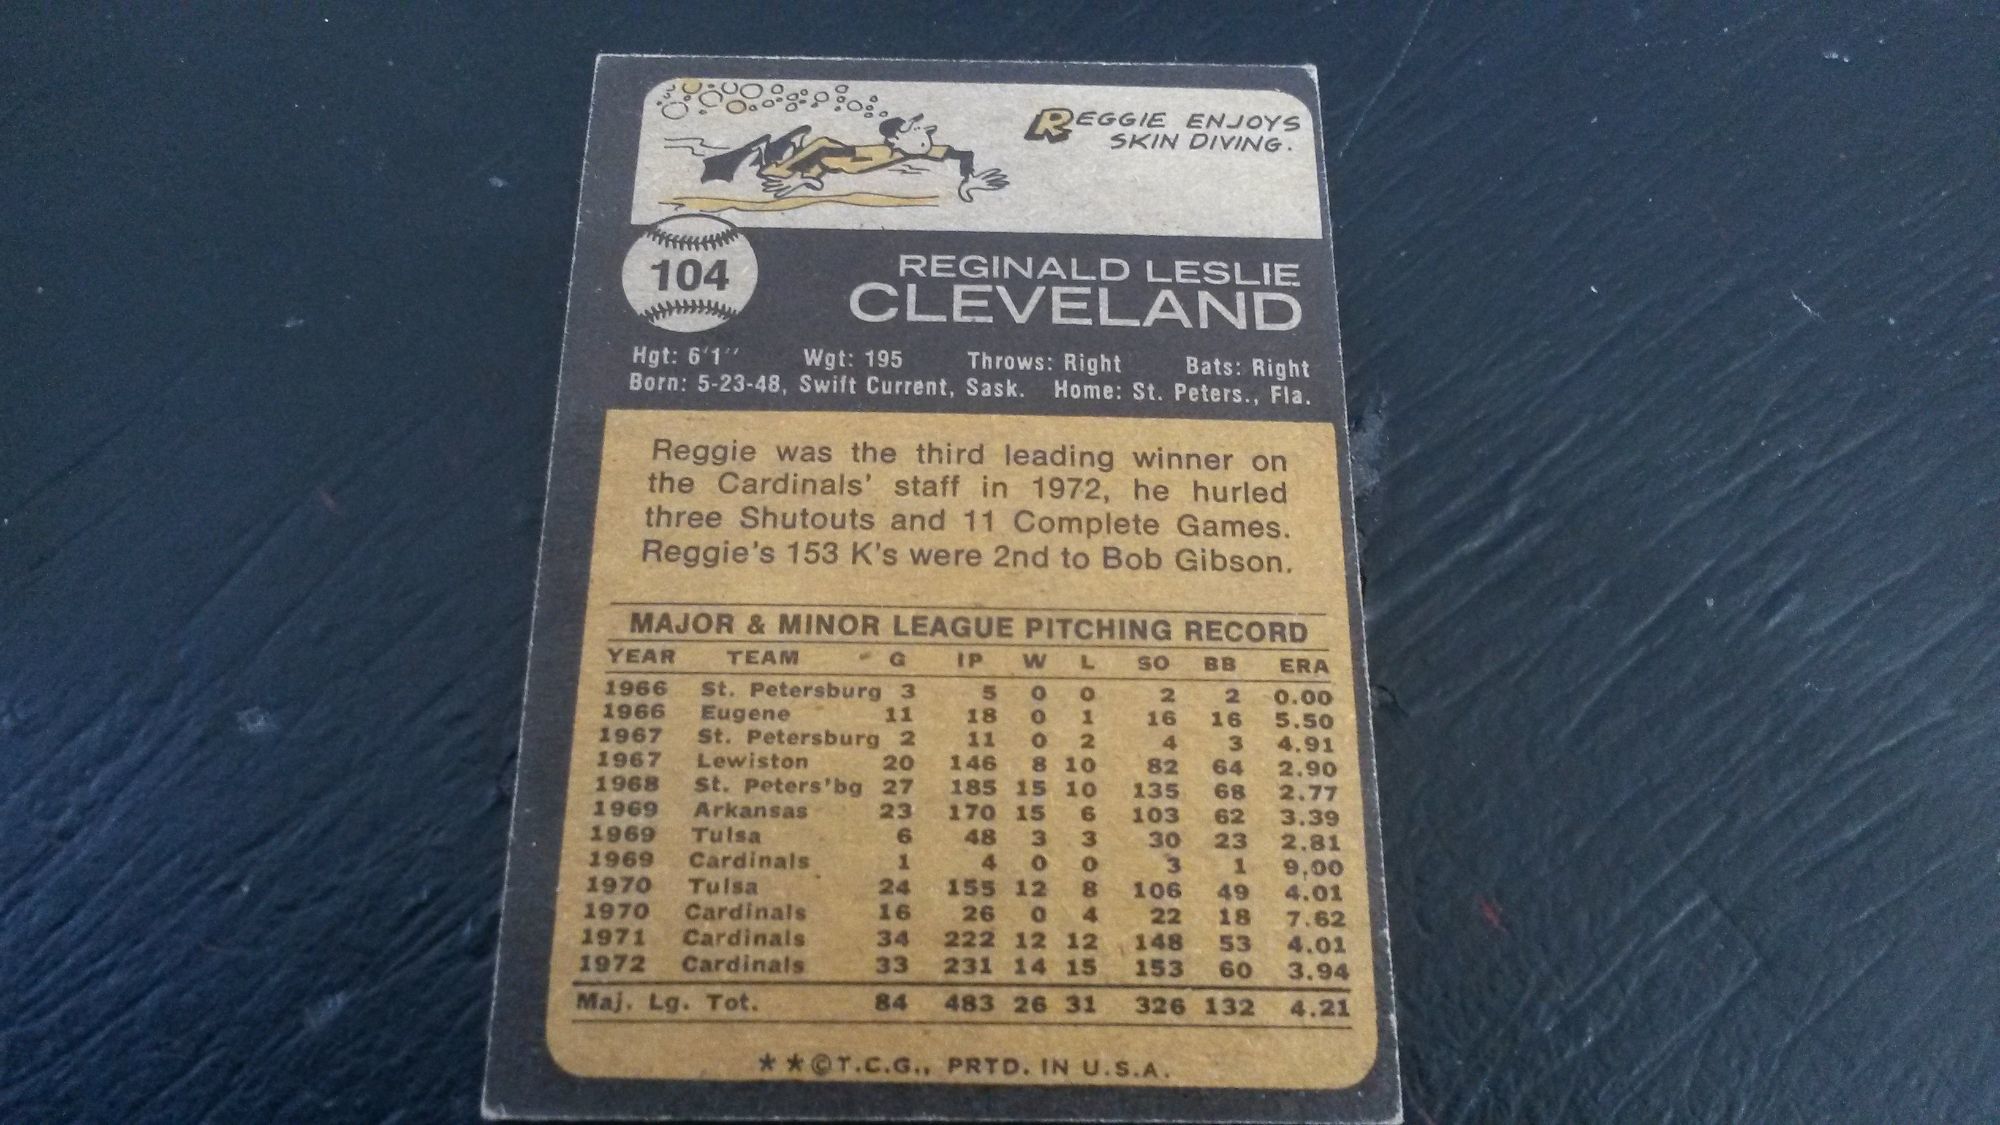 REGGIE ENJOYS
SKIN DIVING.
104
REGINALD LESLIE
CLEVELAND
Hgt: 6'1" Wgt: 195 Throws: Right Bats: Right
Born: 5-23-48, Swift Current, Sask. Home: St. Peters., Fla.
Reggie was the third leading winner on
the Cardinals' staff in 1972, he hurled
three Shutouts and 11 Complete Games.
Reggie's 153 K's were 2nd to Bob Gibson.
MAJOR & MINOR LEAGUE PITCHING RECORD
YEAR TEAM G IP W L SO BB ERA
1966 St. Petersburg 3 5 0 0 2 2 0.00
1966 Eugene 11 18 0 1 16 16 5.50
1967 St. Petersburg 2 11 0 2 4 3 4.91
1967 Lewiston 20 146 8 10 82 64 2.90
1968 St. Peters'bg 27 185 15 10 135 68 2.77
1969 Arkansas 23 170 15 6 103 62 3.39
1969 Tulsa 6 48 3 3 30 23 2.81
1969 Cardinals 1 4 0 0 3 1 9.00
1970 Tulsa 24 155 12 8 106 49 4.01
1970 Cardinals 16 26 0 4 22 18 7.62
1971 Cardinals 34 222 12 12 148 53 4.01
1972 Cardinals 33 231 14 15 153 60 3.94
Maj. Lg. Tot. 84 483 26 31 326 132 4.21
**©T.C.G., PRTD. IN U.S.A.